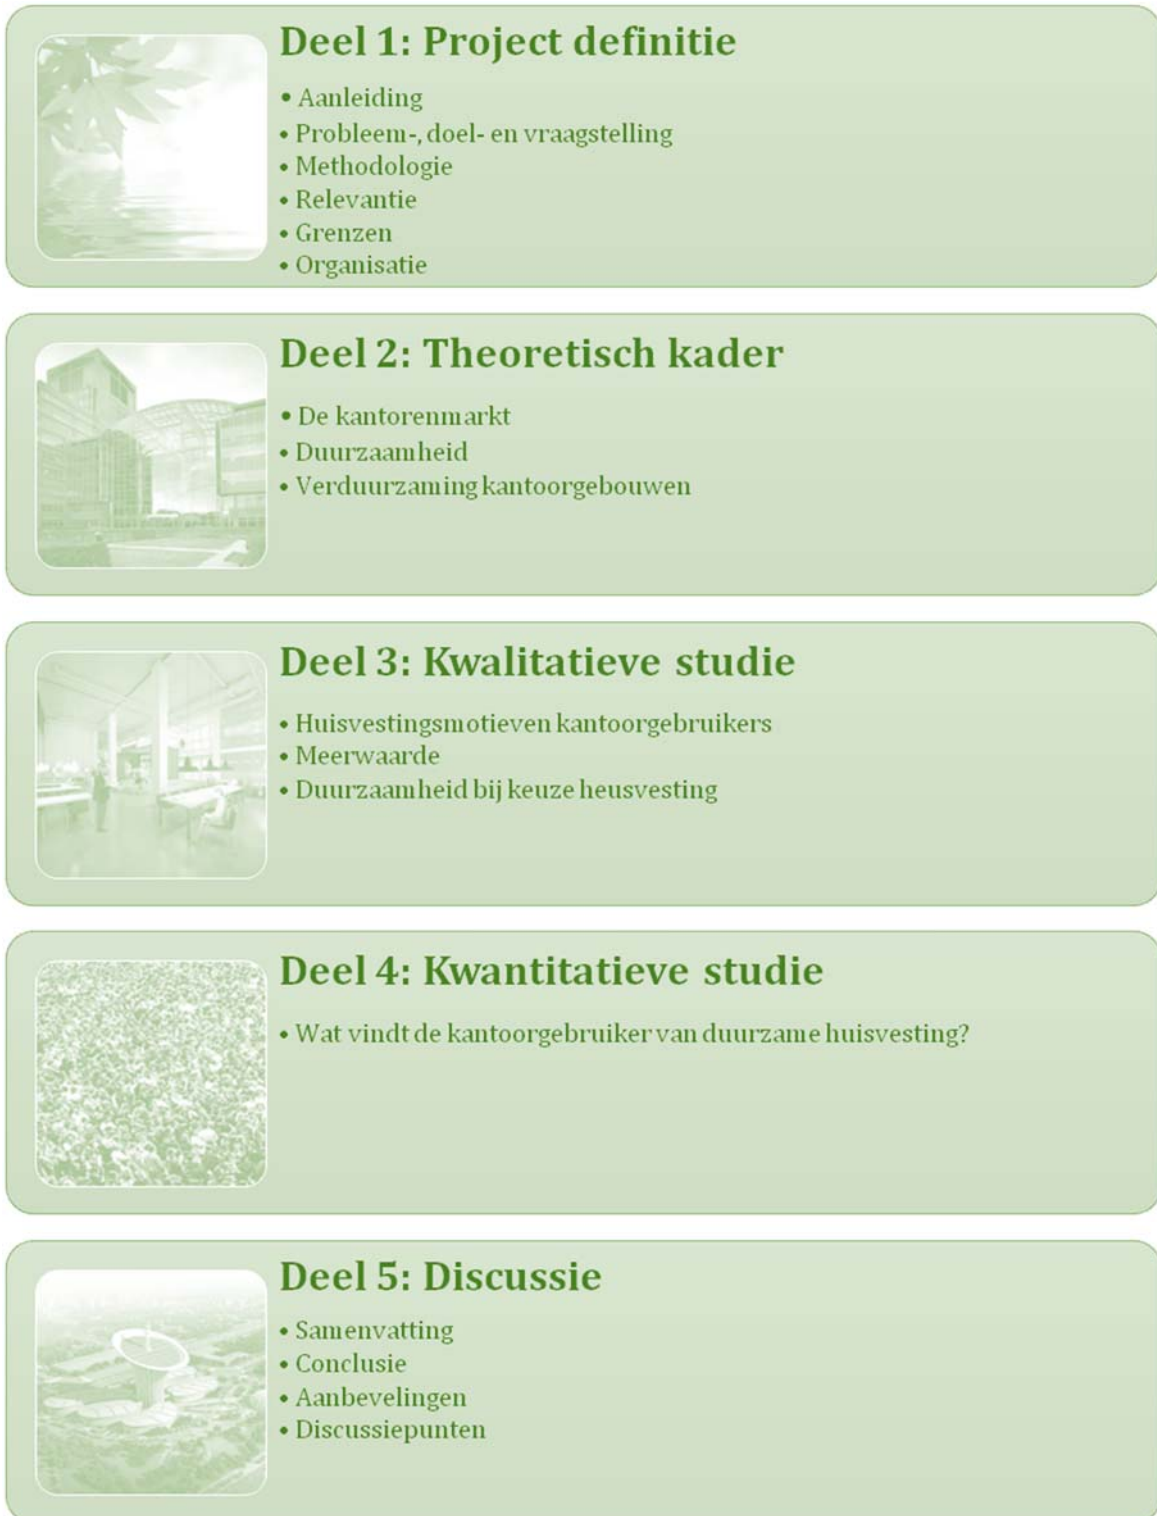 Deel 1: Project definitie
• Aanleiding
• Probleem-, doel- en vraagstelling
• Methodologie
• Relevantie
• Grenzen
• Organisatie
Deel 2: Theoretisch kader
• De kantorenmarkt
• Duurzaamheid
• Verduurzaming kantoorgebouwen
Deel 3: Kwalitatieve studie
• Huisvestingsmotieven kantoorgebruikers
• Meerwaarde
• Duurzaamheid bij keuze heusvesting
Deel 4: Kwantitatieve studie
• Wat vindt de kantoorgebruiker van duurzame huisvesting?
Deel 5: Discussie
• Samenvatting
• Conclusie
• Aanbevelingen
• Discussiepunten